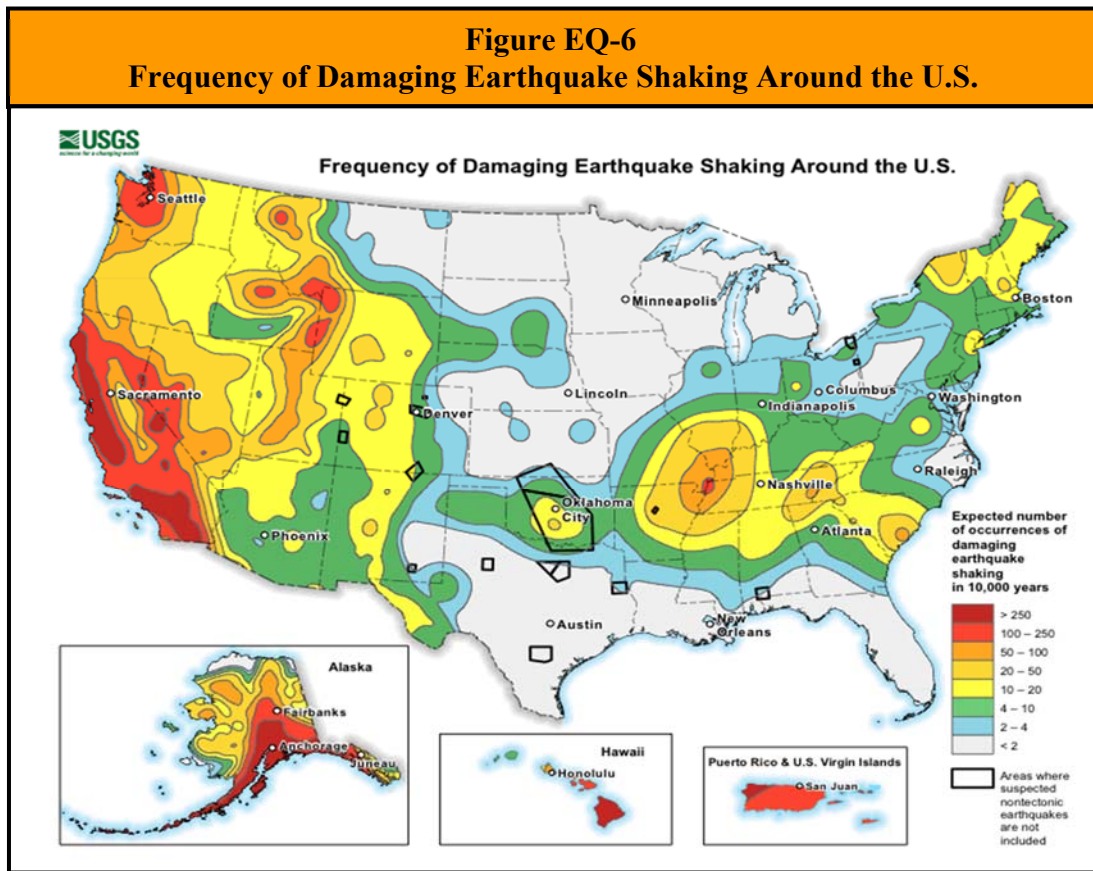 Figure EQ-6
Frequency of Damaging Earthquake Shaking Around the U.S.
USGS
science for a changing world
Frequency of Damaging Earthquake Shaking Around the U.S.
Seattle
Minneapolis
Boston
Sacramento
Denver
Lincoln
Columbus
Indianapolis
Washington
Oklahoma
City
Nashville
Raleigh
Phoenix
Atlanta
Austin
New
Orleans
Expected number
of occurrences of
damaging
earthquake
shaking
in 10,000 years
> 250
100 – 250
50 – 100
20 – 50
10 – 20
4 – 10
2 – 4
< 2
Areas where
suspected
nontectonic
earthquakes
are not
included
Alaska
Fairbanks
Anchorage
Juneau
Hawaii
Honolulu
Puerto Rico & U.S. Virgin Islands
San Juan